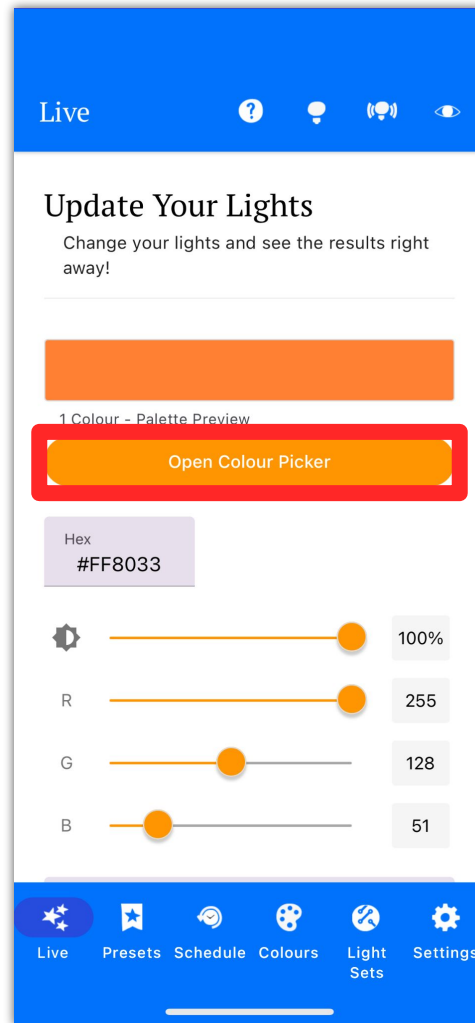 Live
Update Your Lights
Change your lights and see the results right
away!
1 Colour - Palette Preview
Open Colour Picker
Hex
#FF8033
100%
R 255
G 128
B 51
Live Presets Schedule Colours Light Sets Settings